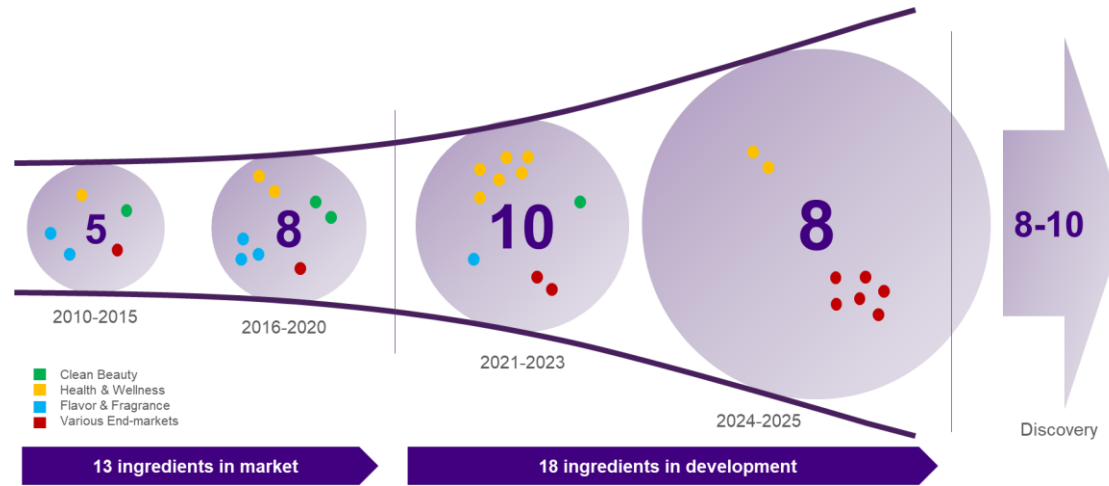 5
8
10
8
8-10
2010-2015
2016-2020
2021-2023
2024-2025
Discovery
Clean Beauty
Health & Wellness
Flavor & Fragrance
Various End-markets
13 ingredients in market
18 ingredients in development